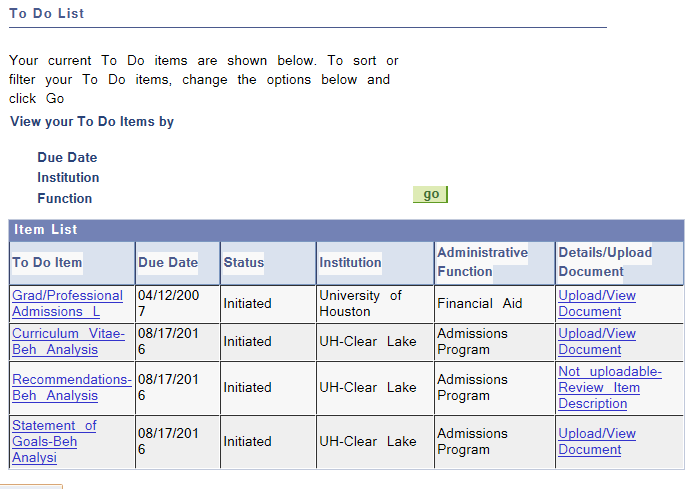 To Do List
Your current To Do items are shown below. To sort or
filter your To Do items, change the options below and
click Go
View your To Do Items by
Due Date
Institution
Function
go
Item List
To Do Item Due Date Status Institution Administrative Function Details/Upload Document
Grad/Professional Admissions L 04/12/2007 Initiated University of Houston Financial Aid Upload/View Document
Curriculum Vitae-Beh Analysis 08/17/2016 Initiated UH-Clear Lake Admissions Program Upload/View Document
Recommendations-Beh Analysis 08/17/2016 Initiated UH-Clear Lake Admissions Program Not uploadable-Review Item Description
Statement of Goals-Beh Analysi 08/17/2016 Initiated UH-Clear Lake Admissions Program Upload/View Document